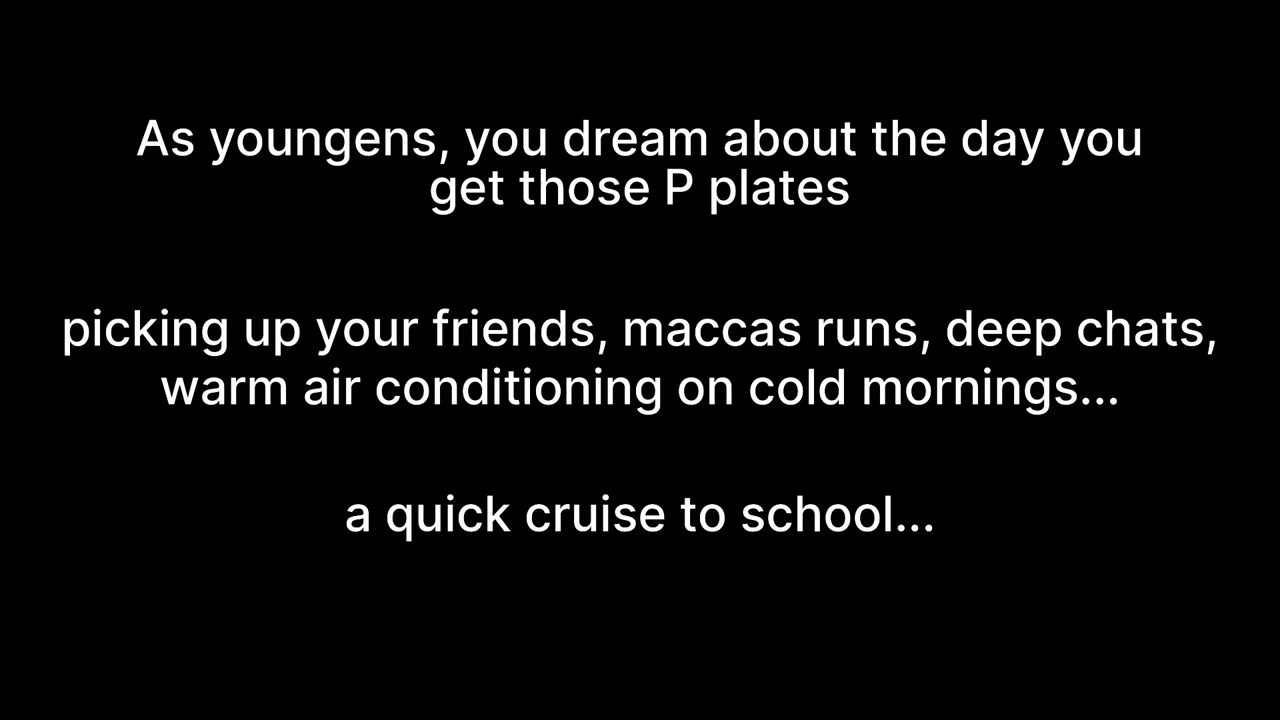 As youngens, you dream about the day you
get those P plates
picking up your friends, maccas runs, deep chats,
warm air conditioning on cold mornings...
a quick cruise to school...